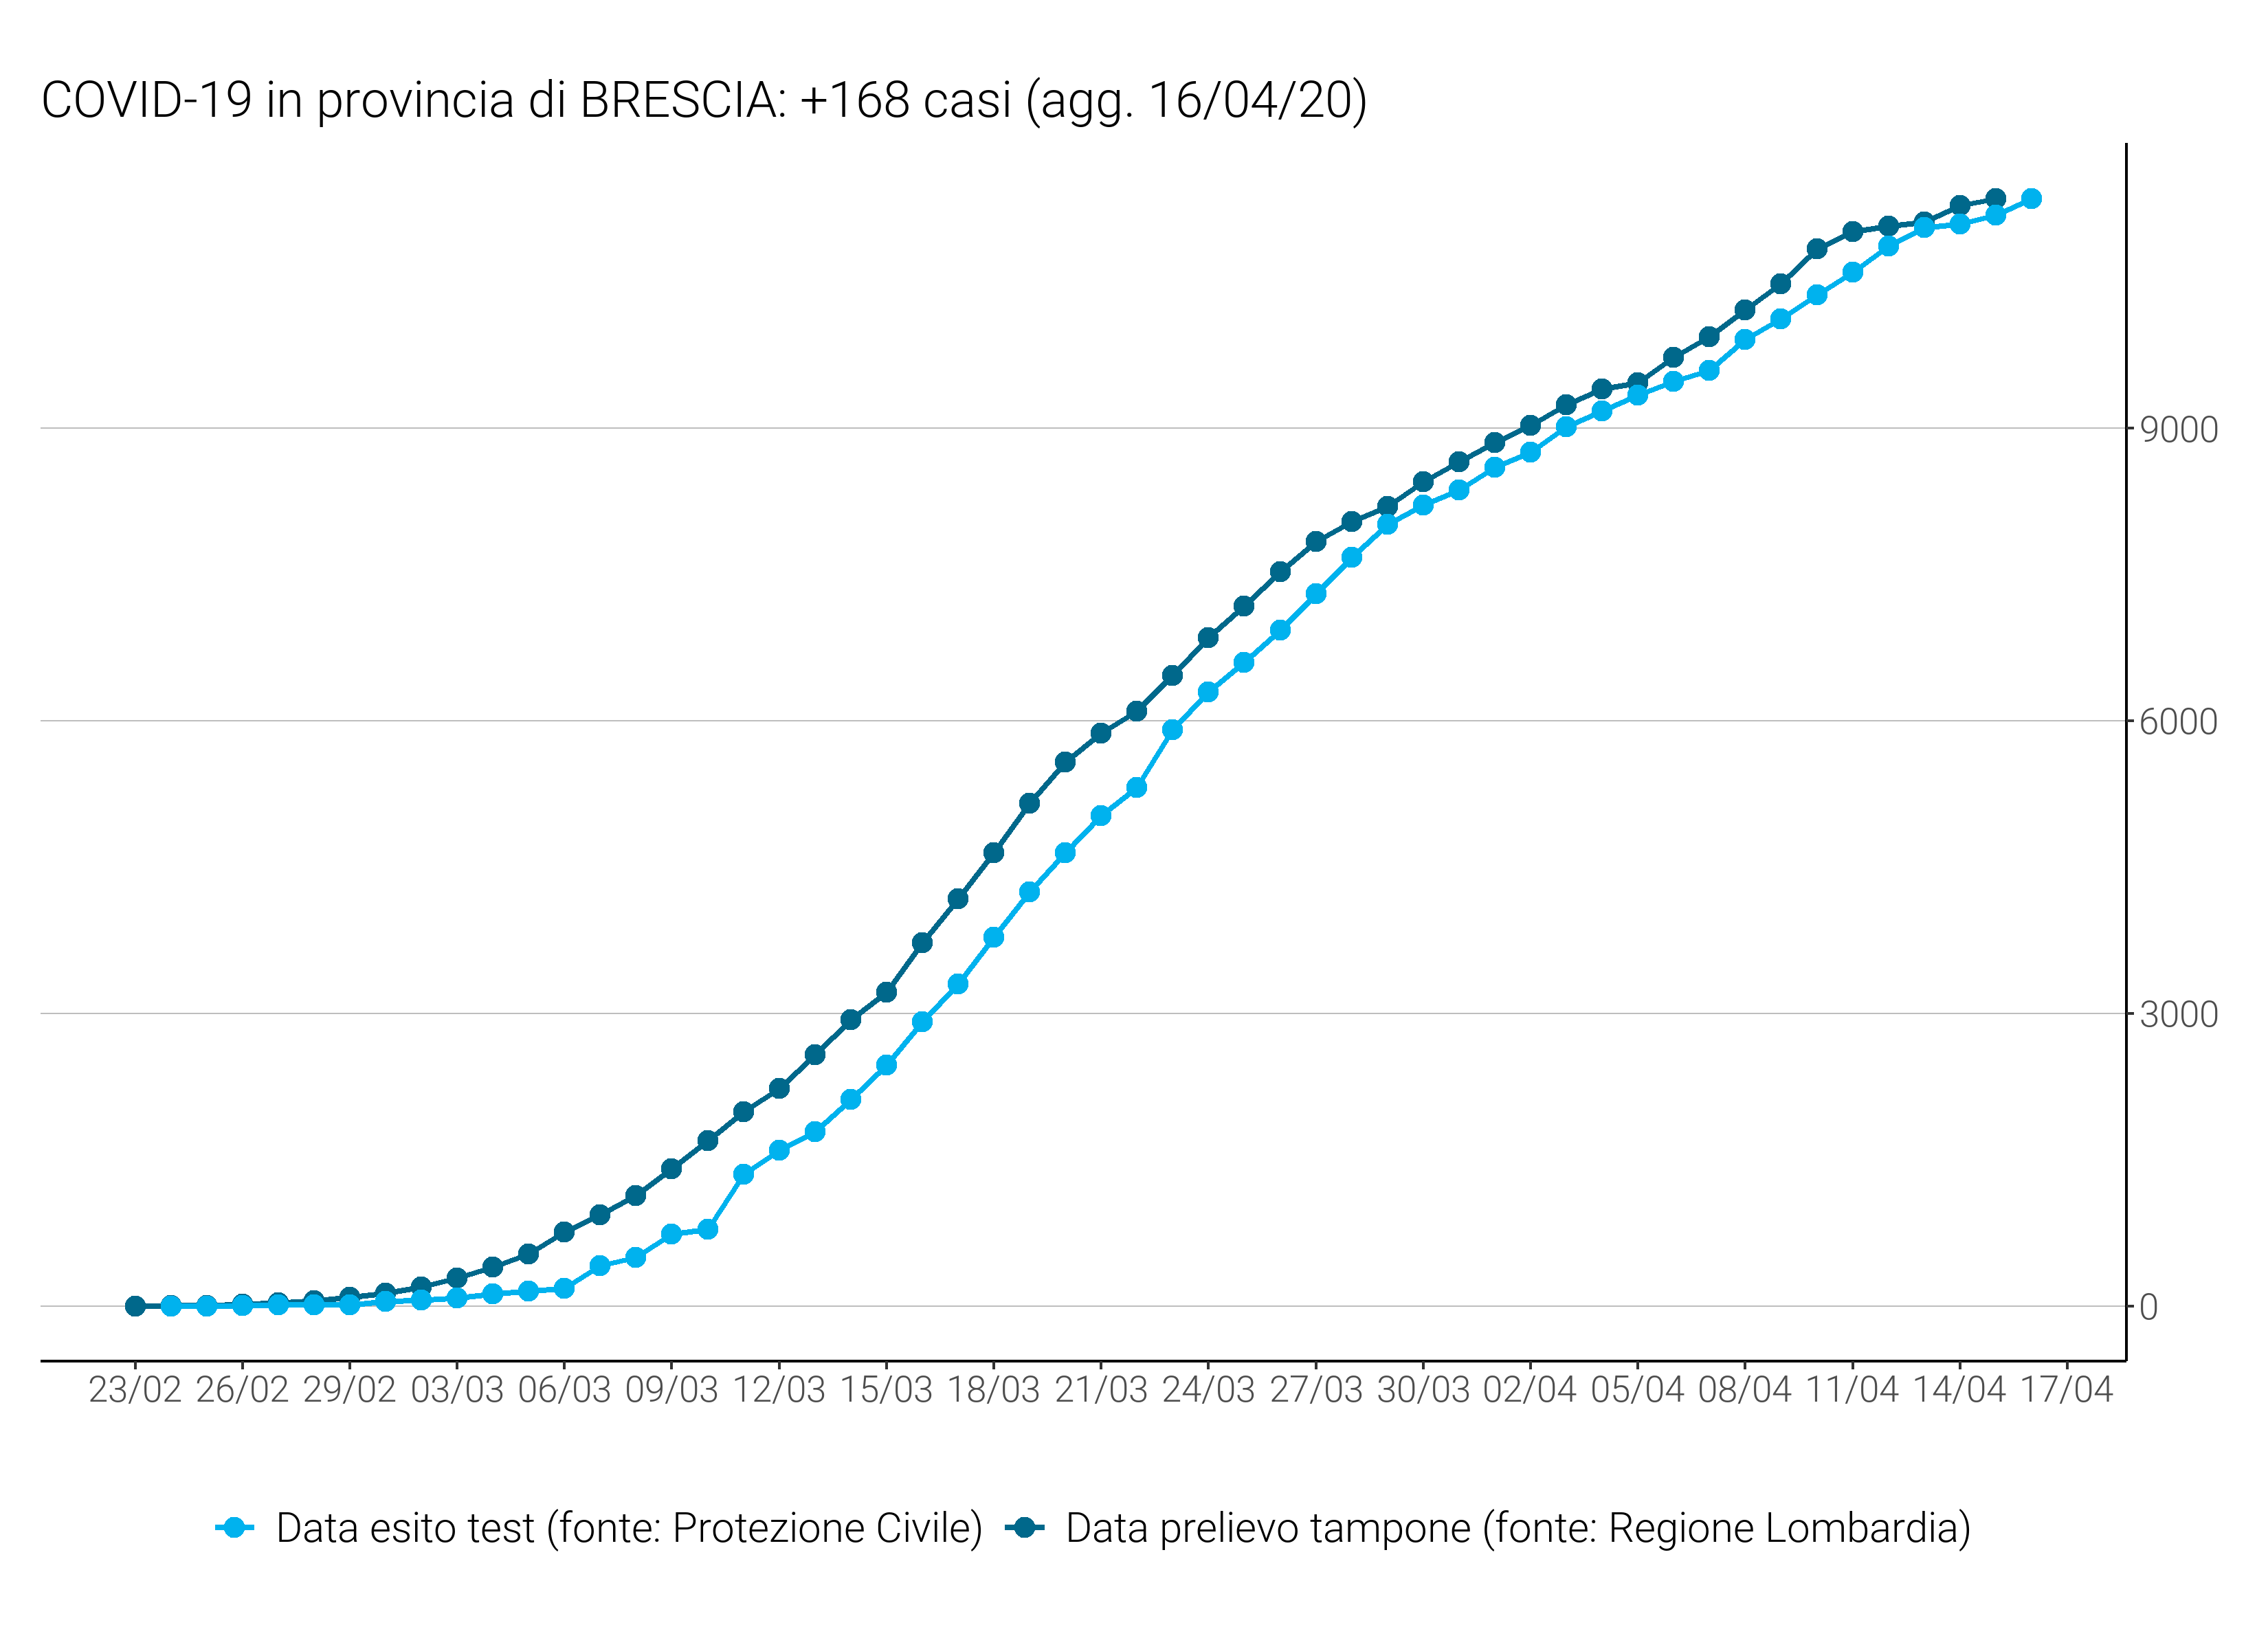 COVID-19 in provincia di BRESCIA: +168 casi (agg. 16/04/20)
9000
6000
3000
0
23/02 26/02 29/02 03/03 06/03 09/03 12/03 15/03 18/03 21/03 24/03 27/03 30/03 02/04 05/04 08/04 11/04 14/04 17/04
Data esito test (fonte: Protezione Civile) Data prelievo tampone (fonte: Regione Lombardia)